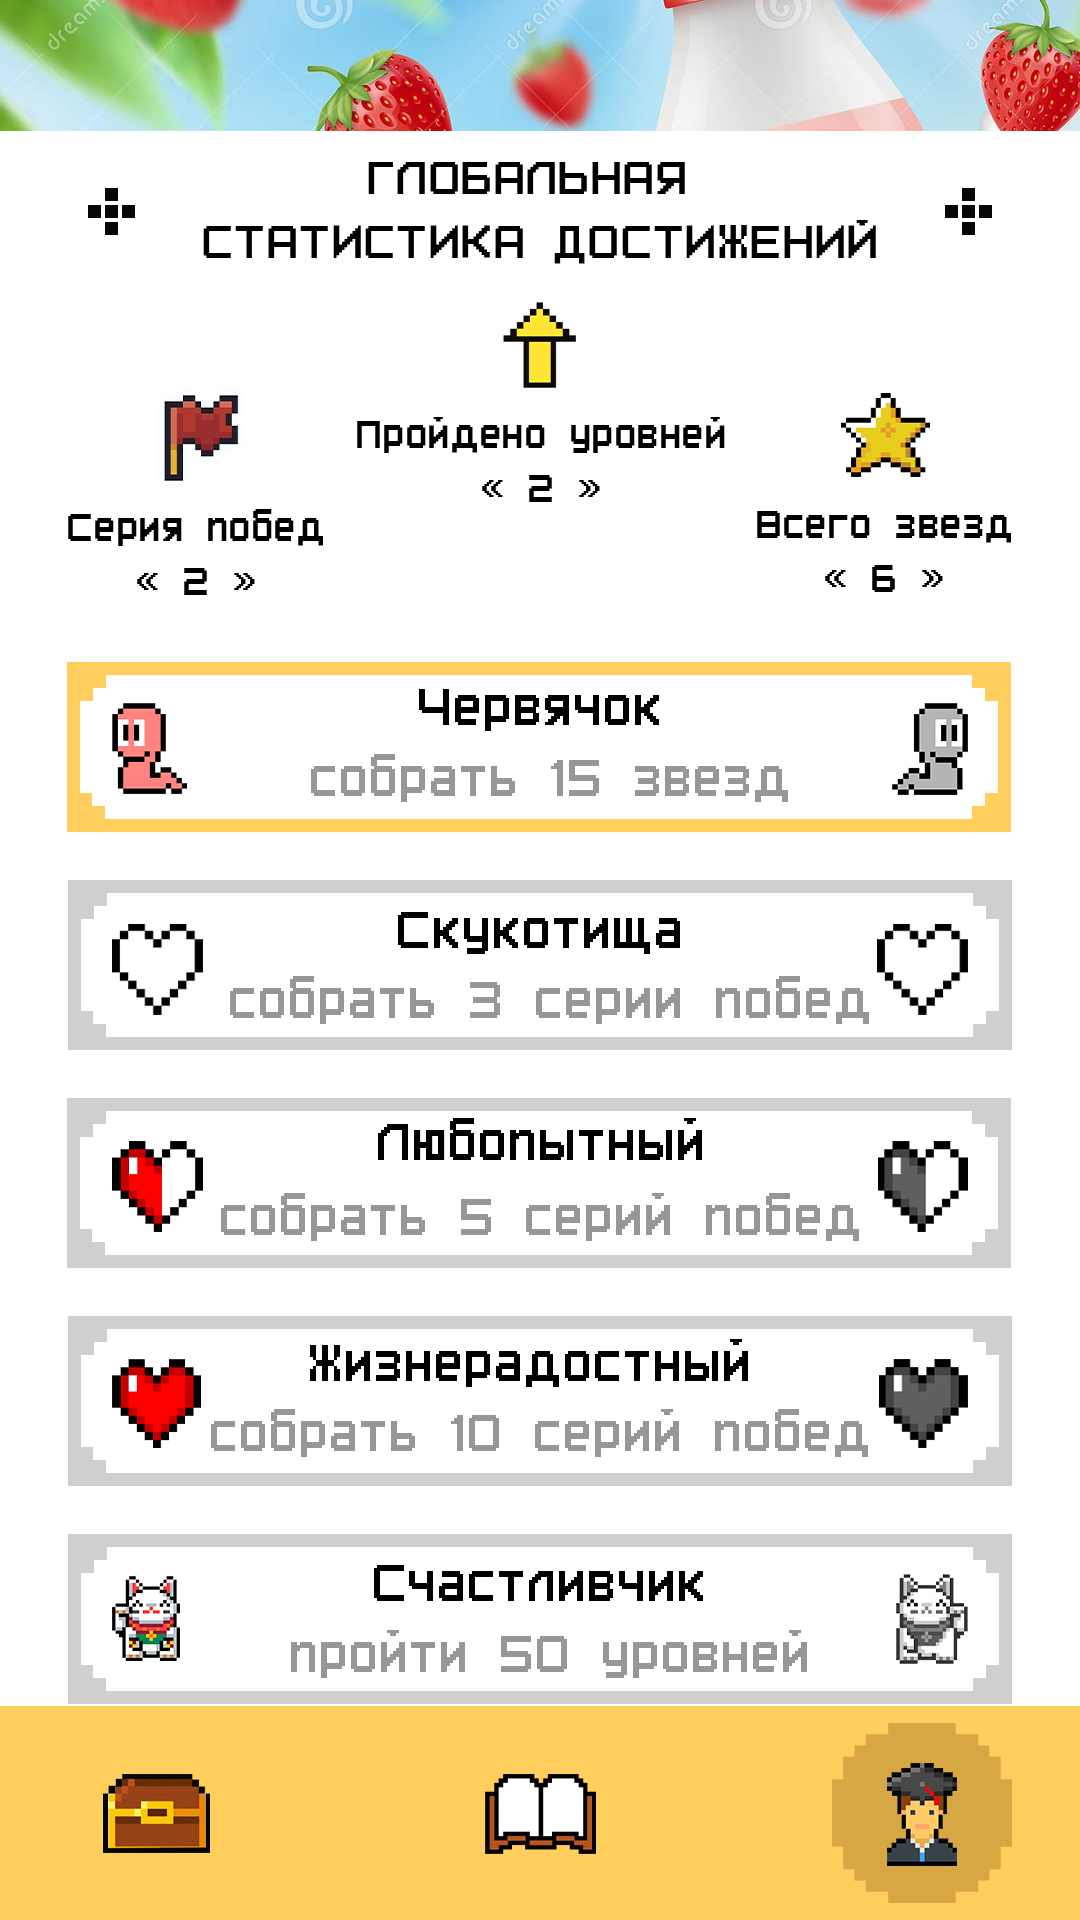 ГЛОБАЛЬНАЯ
СТАТИСТИКА ДОСТИЖЕНИЙ
Пройдено уровней
« 2 »
Серия побед
« 2 »
Всего звезд
« 6 »
Червячок
собрать 15 звезд
Скукотища
собрать 3 серии побед
Любопытный
собрать 5 серий побед
Жизнерадостный
собрать 10 серий побед
Счастливчик
пройти 50 уровней